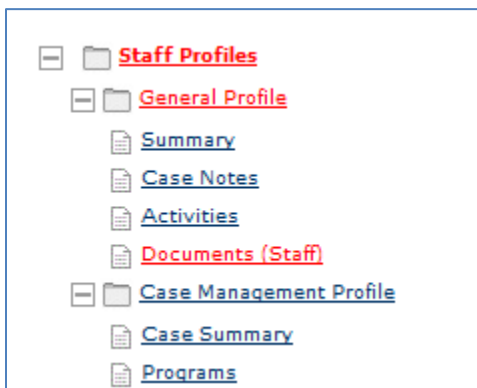 Staff Profiles
General Profile
Summary
Case Notes
Activities
Documents (Staff)
Case Management Profile
Case Summary
Programs